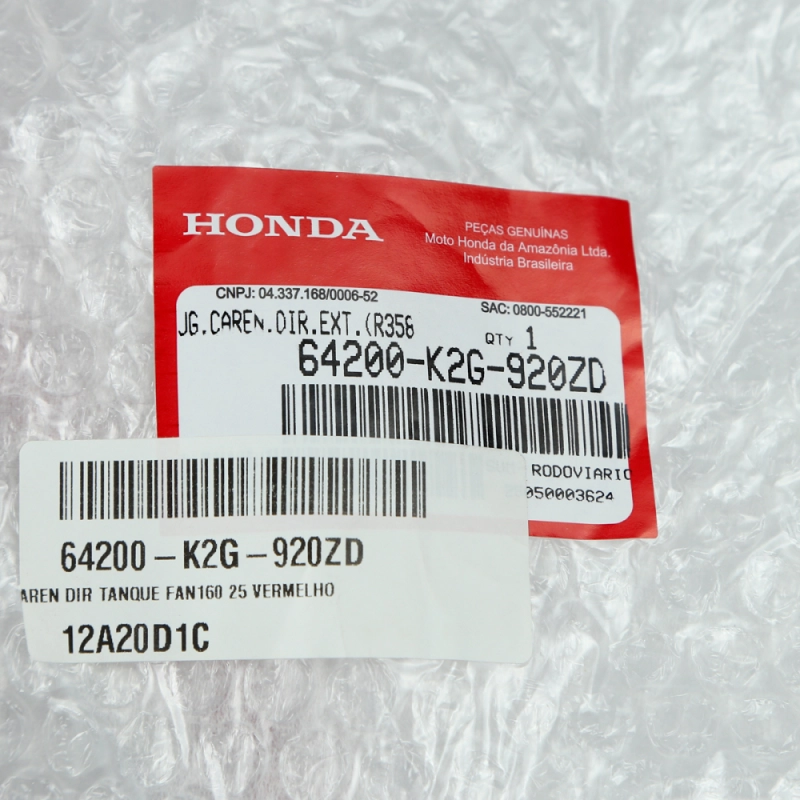 HONDA
PEÇAS GENUÍNAS
Moto Honda da Amazônia Ltda.
Indústria Brasileira
CNPJ: 04.337.168/0006-52
SAC: 0800-552221
JG.CAREN.DIR.EXT.(R358
QTY 1
64200-K2G-920ZD
RODOVIARIO
050003624
64200-K2G-920ZD
AREN DIR TANQUE FAN160 25 VERMELHO
12A20D1C